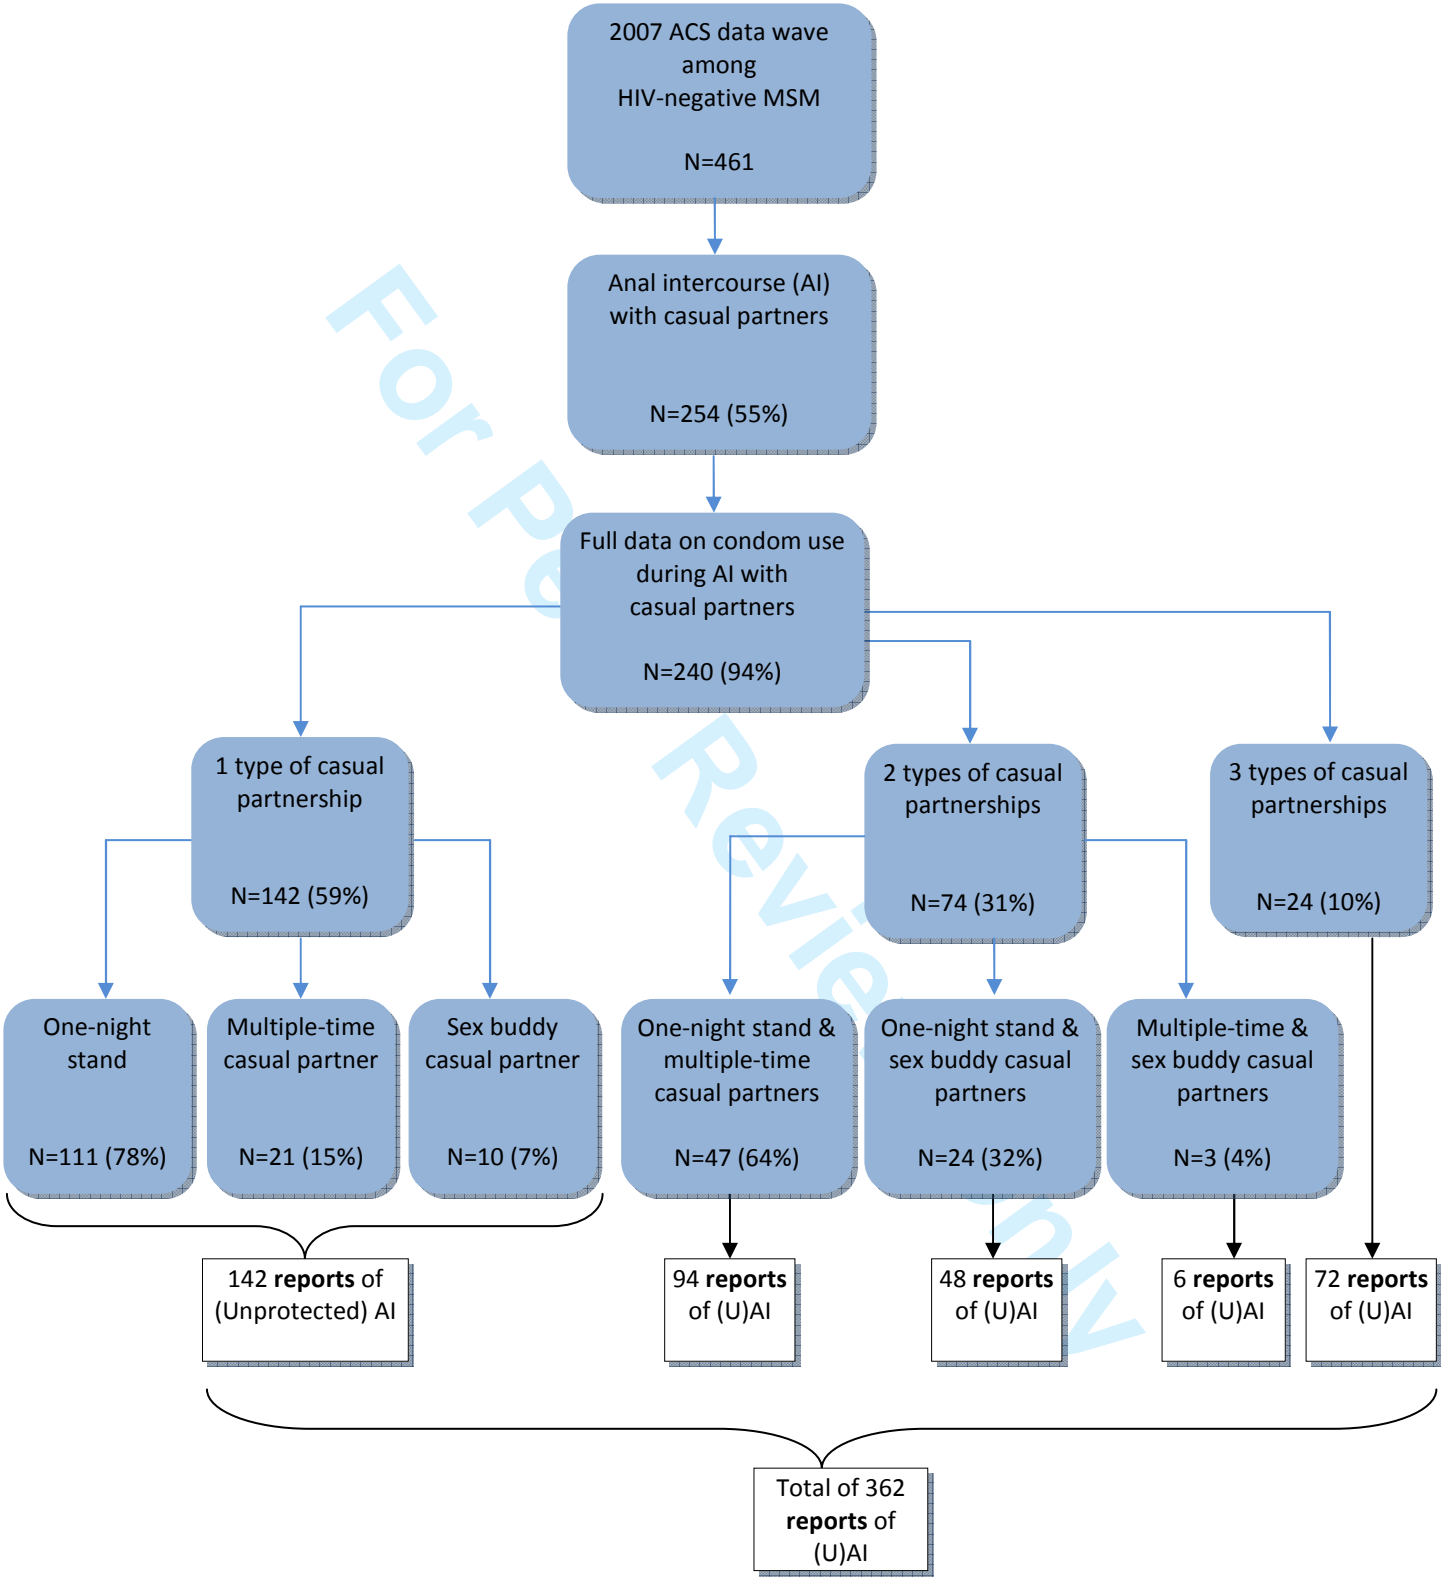 2007 ACS data wave
among
HIV-negative MSM
N=461
Anal intercourse (AI)
with casual partners
N=254 (55%)
Full data on condom use
during AI with
casual partners
N=240 (94%)
1 type of casual
partnership
N=142 (59%)
2 types of casual
partnerships
N=74 (31%)
3 types of casual
partnerships
N=24 (10%)
One-night
stand
N=111 (78%)
Multiple-time
casual partner
N=21 (15%)
Sex buddy
casual partner
N=10 (7%)
One-night stand &
multiple-time
casual partners
N=47 (64%)
One-night stand &
sex buddy casual
partners
N=24 (32%)
Multiple-time &
sex buddy casual
partners
N=3 (4%)
142 reports of
(Unprotected) AI
94 reports
of (U)AI
48 reports
of (U)AI
6 reports
of (U)AI
72 reports
of (U)AI
Total of 362
reports of
(U)AI
For Pe
Revie
nly